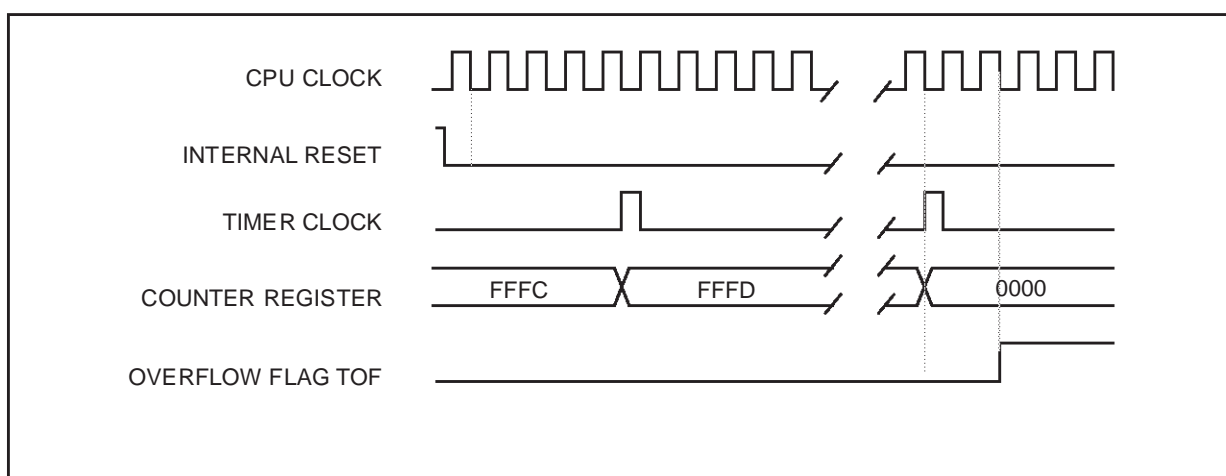 CPU CLOCK
INTERNAL RESET
TIMER CLOCK
COUNTER REGISTER
FFFC
FFFD
0000
OVERFLOW FLAG TOF